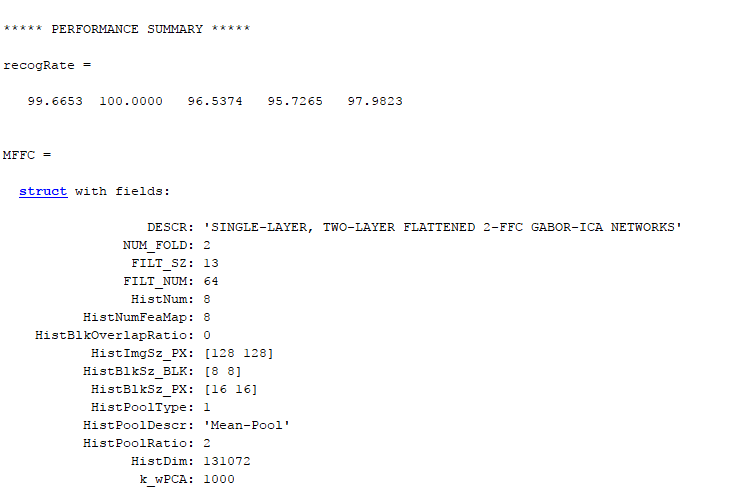 ***** PERFORMANCE SUMMARY *****
recogRate =
99.6653 100.0000 96.5374 95.7265 97.9823
MFFC =
struct with fields:
DESCR: 'SINGLE-LAYER, TWO-LAYER FLATTENED 2-FFC GABOR-ICA NETWORKS'
NUM_FOLD: 2
FILT_SZ: 13
FILT_NUM: 64
HistNum: 8
HistNumFeaMap: 8
HistBlkOverlapRatio: 0
HistImgSz_PX: [128 128]
HistBlkSz_BLK: [8 8]
HistBlkSz_PX: [16 16]
HistPoolType: 1
HistPoolDescr: 'Mean-Pool'
HistPoolRatio: 2
HistDim: 131072
k_wPCA: 1000